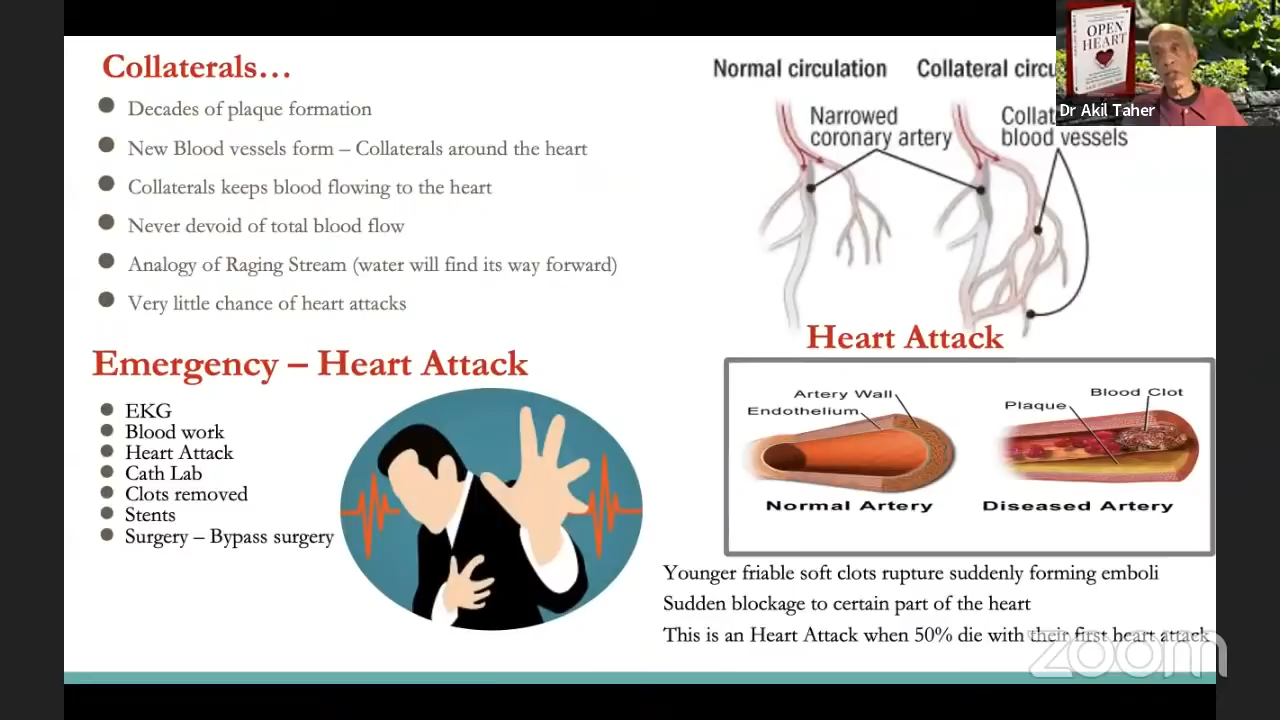 Collaterals…
Decades of plaque formation
New Blood vessels form – Collaterals around the heart
Collaterals keeps blood flowing to the heart
Never devoid of total blood flow
Analogy of Raging Stream (water will find its way forward)
Very little chance of heart attacks
Emergency – Heart Attack
EKG
Blood work
Heart Attack
Cath Lab
Clots removed
Stents
Surgery – Bypass surgery
Normal circulation
Collateral circu
Narrowed
coronary artery
Collat
blood vessels
OPEN
HEART
Dr Akil Taher
Heart Attack
Artery Wall
Endothelium
Normal Artery
Blood Clot
Plaque
Diseased Artery
Younger friable soft clots rupture suddenly forming emboli
Sudden blockage to certain part of the heart
This is an Heart Attack when 50% die with their first heart attack
zoom